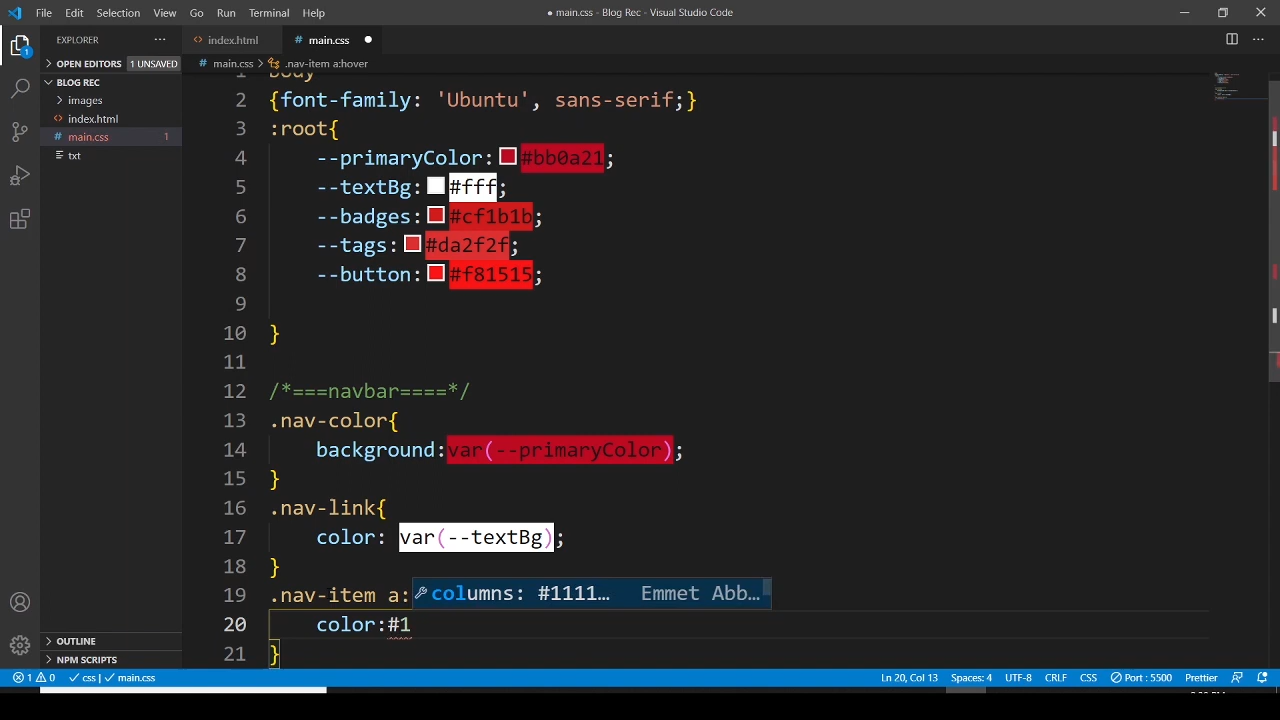 File Edit Selection View Go Run Terminal Help
● main.css - Blog Rec - Visual Studio Code
EXPLORER
OPEN EDITORS 1 UNSAVED
BLOG REC
images
index.html
main.css 1
txt
OUTLINE
NPM SCRIPTS
index.html main.css
main.css > .nav-item a:hover
1 body
2 {font-family: 'Ubuntu', sans-serif;}
3 :root{
4 --primaryColor: #bb0a21;
5 --textBg: #fff;
6 --badges: #cf1b1b;
7 --tags: #da2f2f;
8 --button: #f81515;
9
10 }
11
12 /*===navbar====*/
13 .nav-color{
14 background:var(--primaryColor);
15 }
16 .nav-link{
17 color: var(--textBg);
18 }
19 .nav-item a:
columns: #1111… Emmet Abb…
20 color:#1
21 }
1 0 css | main.css Ln 20, Col 13 Spaces: 4 UTF-8 CRLF CSS Port : 5500 Prettier